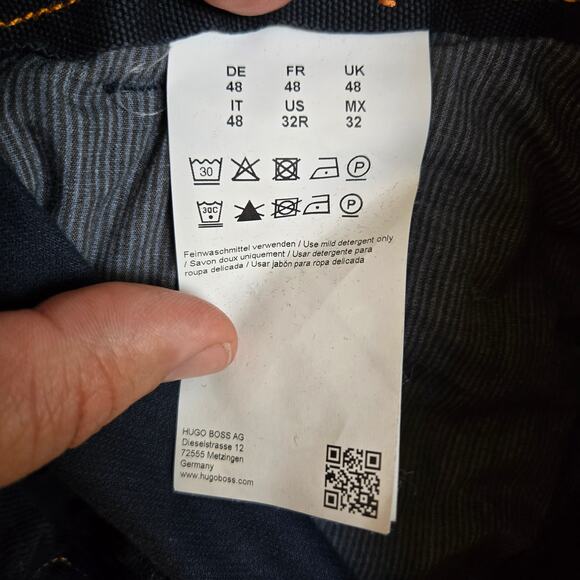 DE FR UK
48 48 48
IT US MX
48 32R 32
30 P
30C P
Feinwaschmittel verwenden / Use mild detergent only
/ Savon doux uniquement / Usar detergente para
roupa delicada / Usar jabón para ropa delicada
HUGO BOSS AG
Dieselstrasse 12
72555 Metzingen
Germany
www.hugoboss.com